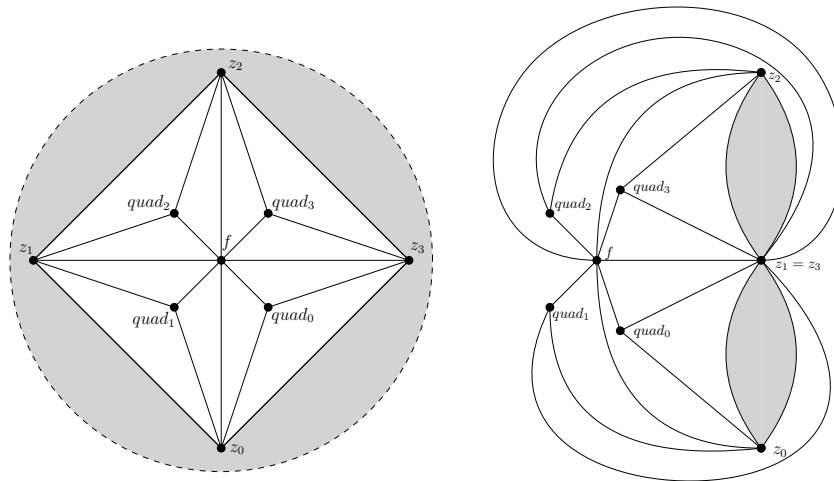 z₂
quad₂
quad₃
z₁
f
z₃
quad₁
quad₀
z₀
z₂
quad₃
quad₂
f
z₁ = z₃
quad₁
quad₀
z₀